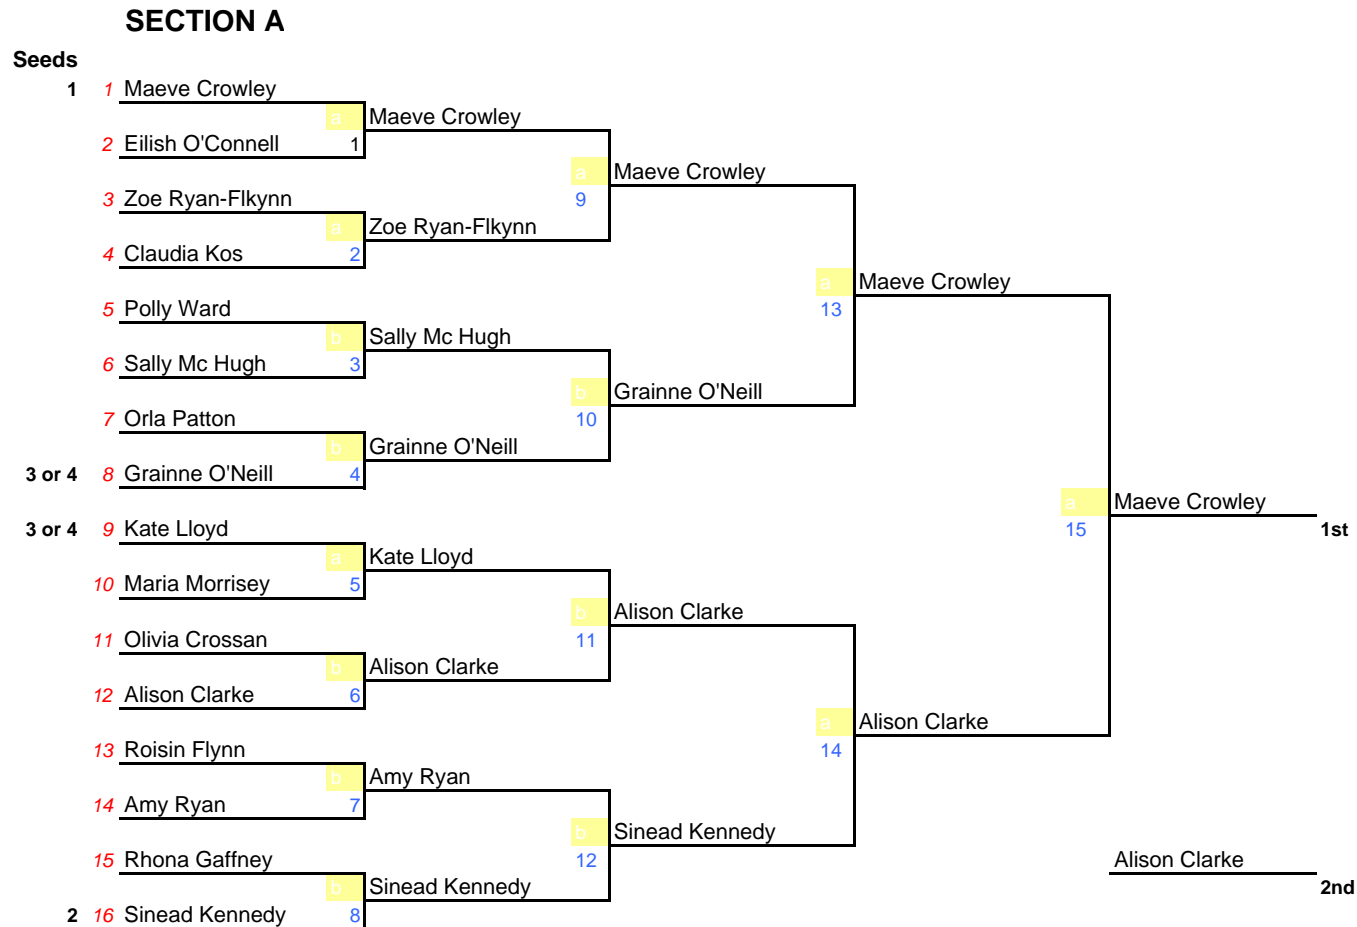 SECTION A
Seeds
1 1 Maeve Crowley
a Maeve Crowley
2 Eilish O'Connell 1
a Maeve Crowley
3 Zoe Ryan-Flkynn 9
a Zoe Ryan-Flkynn
4 Claudia Kos 2
a Maeve Crowley
5 Polly Ward 13
b Sally Mc Hugh
6 Sally Mc Hugh 3
b Grainne O'Neill
7 Orla Patton 10
b Grainne O'Neill
3 or 4 8 Grainne O'Neill 4
a Maeve Crowley
3 or 4 9 Kate Lloyd 15 1st
a Kate Lloyd
10 Maria Morrisey 5
b Alison Clarke
11 Olivia Crossan 11
b Alison Clarke
12 Alison Clarke 6
a Alison Clarke
13 Roisin Flynn 14
b Amy Ryan
14 Amy Ryan 7
b Sinead Kennedy
15 Rhona Gaffney 12 Alison Clarke
b Sinead Kennedy 2nd
2 16 Sinead Kennedy 8